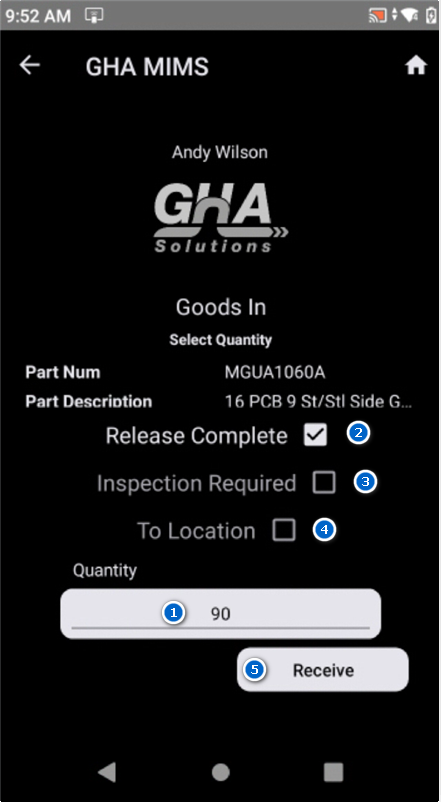 9:52 AM
GHA MIMS
Andy Wilson
GHA
Solutions
Goods In
Select Quantity
Part Num MGUA1060A
Part Description 16 PCB 9 St/Stl Side G...
Release Complete 2
Inspection Required 3
To Location 4
Quantity
1 90
5 Receive